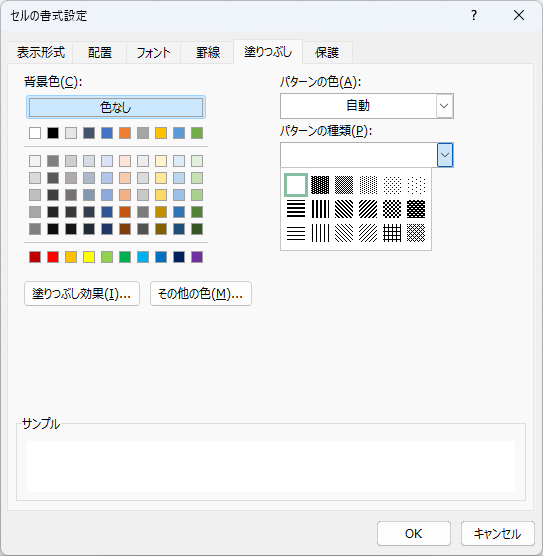 セルの書式設定
表示形式 配置 フォント 罫線 塗りつぶし 保護
背景色(C):
色なし
パターンの色(A):
自動
パターンの種類(P):
塗りつぶし効果(I)... その他の色(M)...
サンプル
OK キャンセル